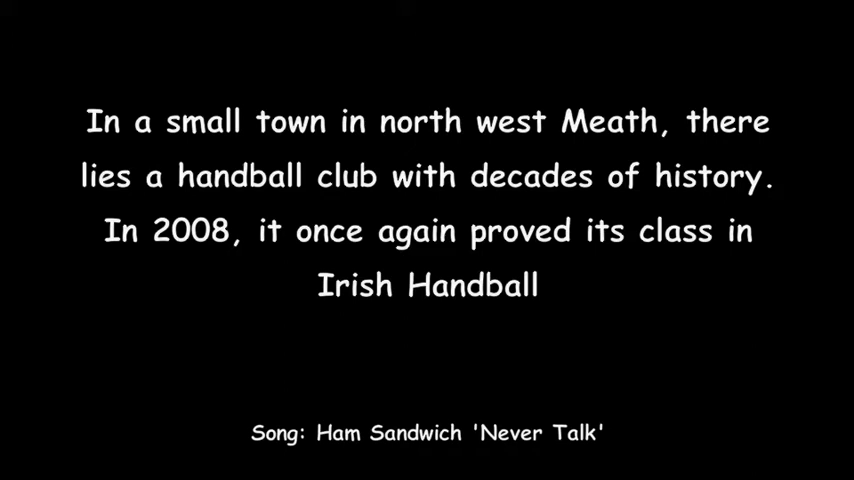 In a small town in north west Meath, there
lies a handball club with decades of history.
In 2008, it once again proved its class in
Irish Handball
Song: Ham Sandwich 'Never Talk'